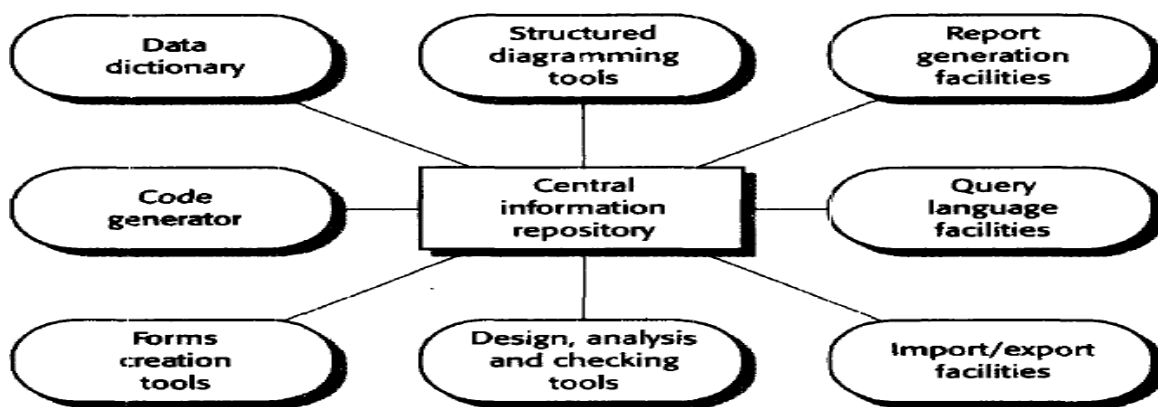 Data
dictionary
Structured
diagramming
tools
Report
generation
facilities
Code
generator
Central
information
repository
Query
language
facilities
Forms
creation
tools
Design, analysis
and checking
tools
Import/export
facilities